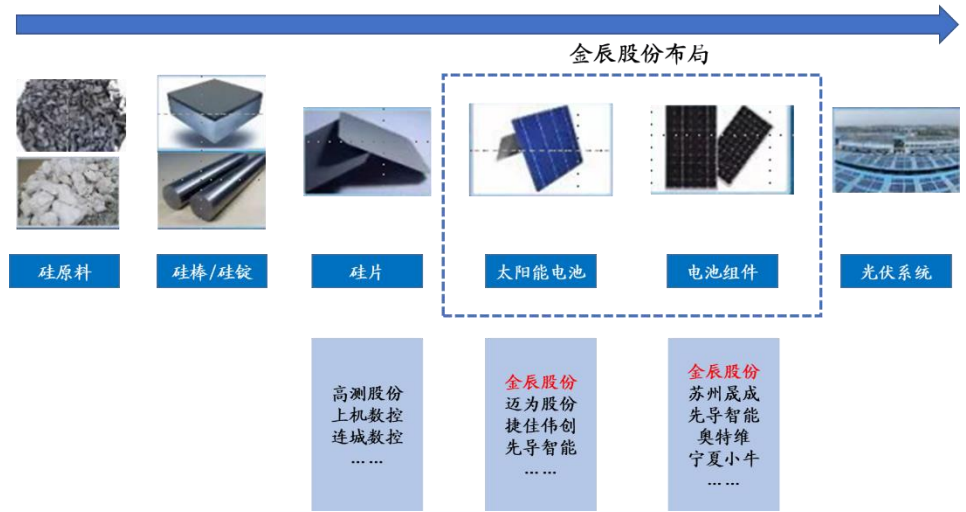 金辰股份布局
硅原料
硅棒/硅锭
硅片
太阳能电池
电池组件
光伏系统
高测股份
上机数控
连城数控
……
金辰股份
迈为股份
捷佳伟创
先导智能
……
金辰股份
苏州晟成
先导智能
奥特维
宁夏小牛
……